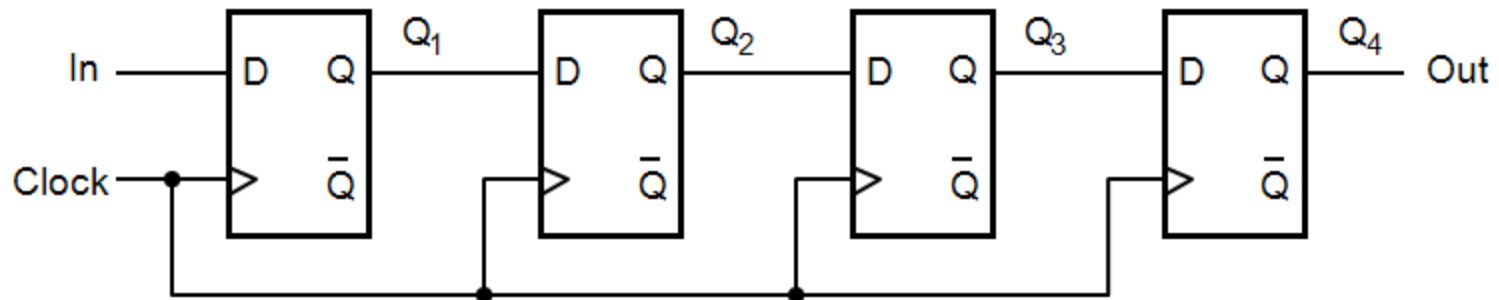 Q₁ Q₂ Q₃ Q₄
In D Q D Q D Q D Q Out
Clock Q̅ Q̅ Q̅ Q̅